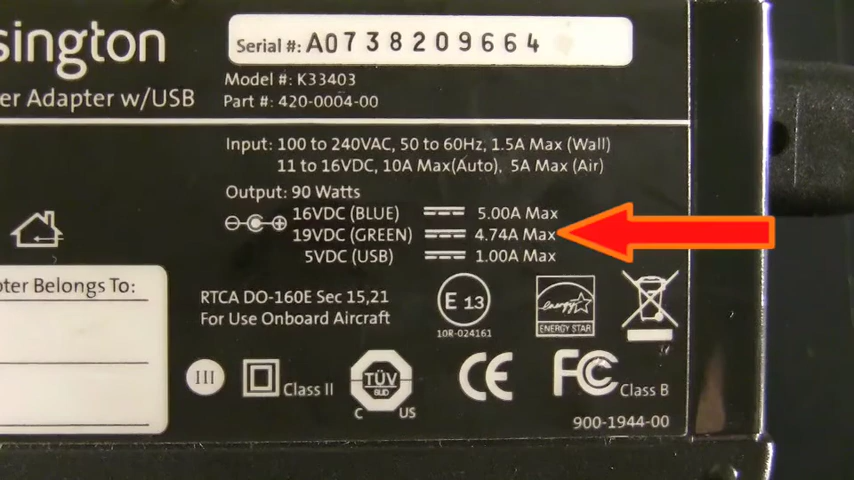 sington
er Adapter w/USB
Serial #: A0738209664
Model #: K33403
Part #: 420-0004-00
Input: 100 to 240VAC, 50 to 60Hz, 1.5A Max (Wall)
11 to 16VDC, 10A Max(Auto), 5A Max (Air)
Output: 90 Watts
16VDC (BLUE) 5.00A Max
19VDC (GREEN) 4.74A Max
5VDC (USB) 1.00A Max
pter Belongs To:
RTCA DO-160E Sec 15,21
For Use Onboard Aircraft
E 13
10R-024161
energy
ENERGY STAR
III
Class II
TÜV
SÜD
C US
CE
FC
Class B
900-1944-00